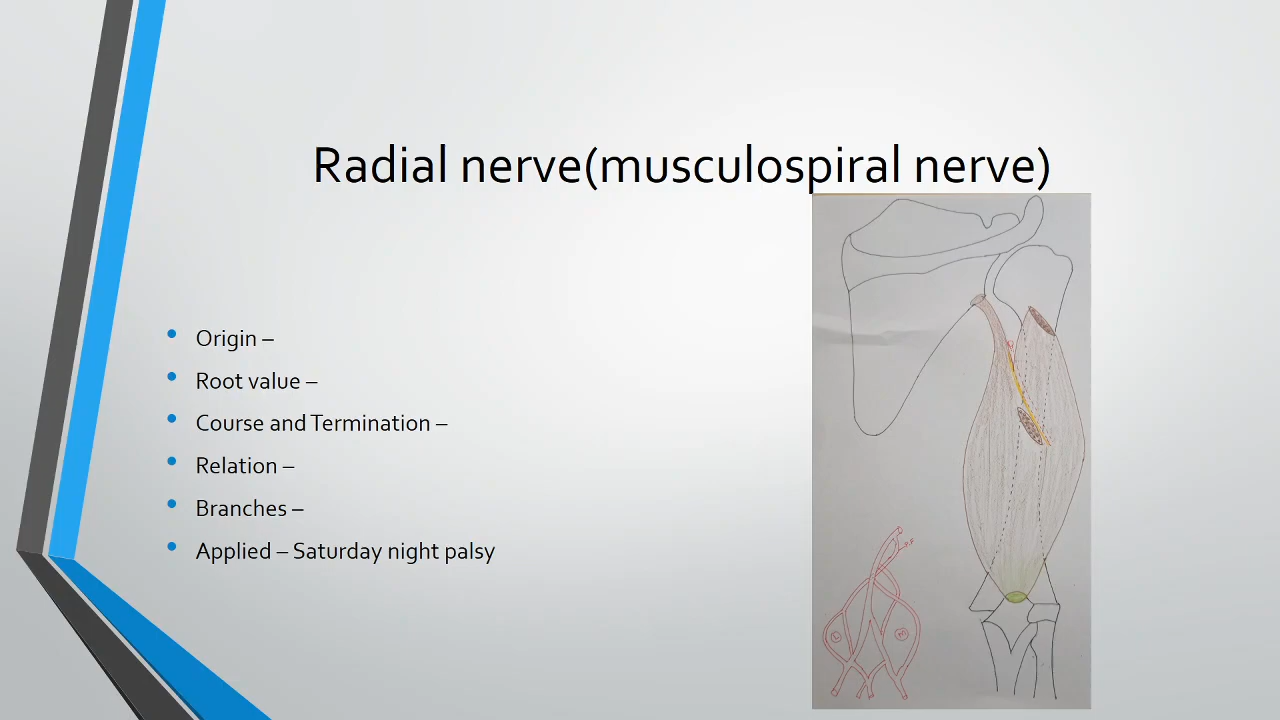 Radial nerve(musculospiral nerve)
Origin –
Root value –
Course and Termination –
Relation –
Branches –
Applied – Saturday night palsy
L
M